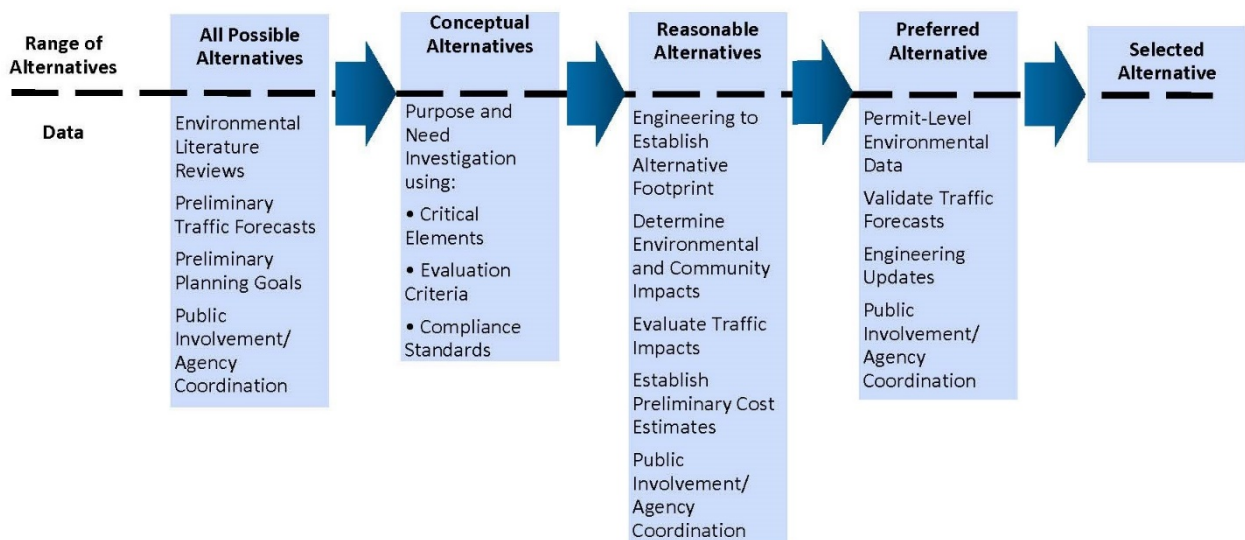 Range of
Alternatives
Data
All Possible
Alternatives
Environmental
Literature
Reviews
Preliminary
Traffic Forecasts
Preliminary
Planning Goals
Public
Involvement/
Agency
Coordination
Conceptual
Alternatives
Purpose and
Need
Investigation
using:
• Critical
Elements
• Evaluation
Criteria
• Compliance
Standards
Reasonable
Alternatives
Engineering to
Establish
Alternative
Footprint
Determine
Environmental
and Community
Impacts
Evaluate Traffic
Impacts
Establish
Preliminary Cost
Estimates
Public
Involvement/
Agency
Coordination
Preferred
Alternative
Permit-Level
Environmental
Data
Validate Traffic
Forecasts
Engineering
Updates
Public
Involvement/
Agency
Coordination
Selected
Alternative